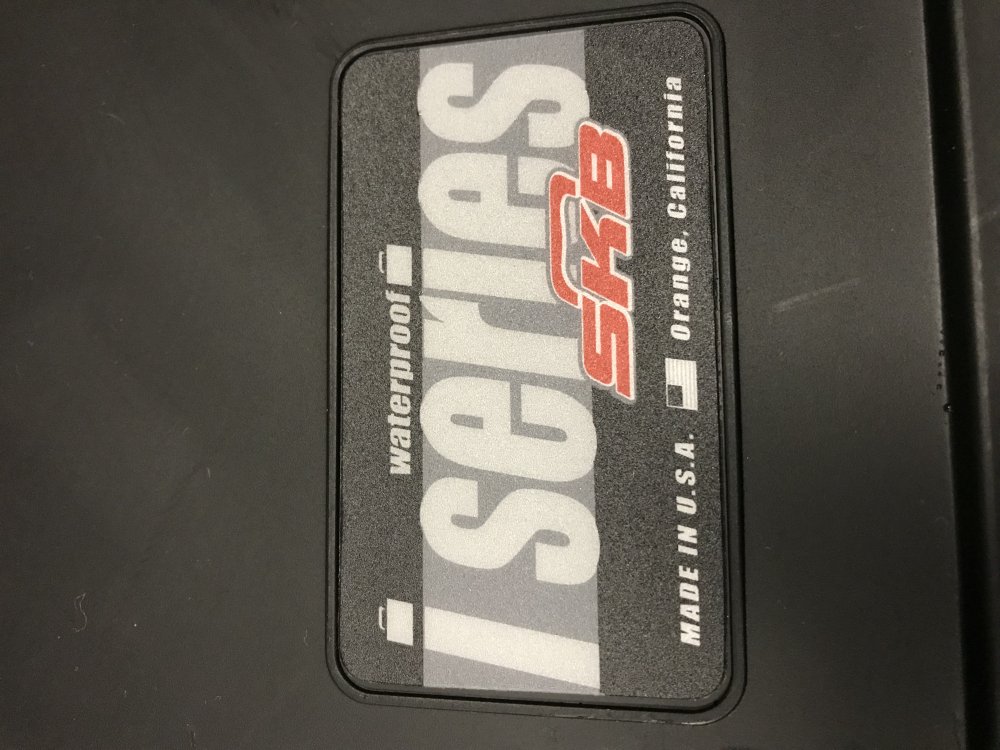 waterproof
I series
SKB
MADE IN U.S.A. Orange, California